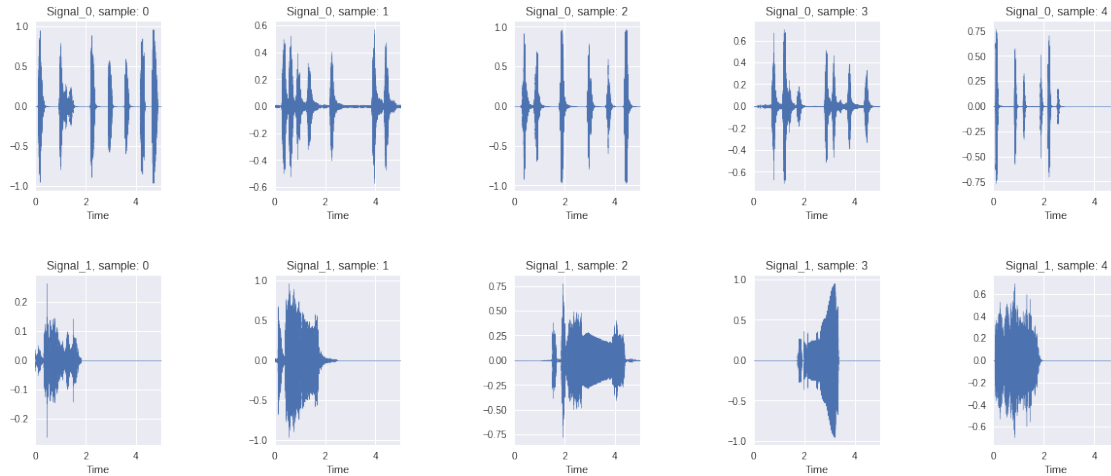 Signal_0, sample: 0
1.0
0.5
0.0
−0.5
−1.0
0 2 4
Time
Signal_0, sample: 1
0.6
0.4
0.2
0.0
−0.2
−0.4
−0.6
0 2 4
Time
Signal_0, sample: 2
1.0
0.5
0.0
−0.5
−1.0
0 2 4
Time
Signal_0, sample: 3
0.6
0.4
0.2
0.0
−0.2
−0.4
−0.6
0 2 4
Time
Signal_0, sample: 4
0.75
0.50
0.25
0.00
−0.25
−0.50
−0.75
0 2 4
Time
Signal_1, sample: 0
0.2
0.1
0.0
−0.1
−0.2
0 2 4
Time
Signal_1, sample: 1
1.0
0.5
0.0
−0.5
−1.0
0 2 4
Time
Signal_1, sample: 2
0.75
0.50
0.25
0.00
−0.25
−0.50
−0.75
0 2 4
Time
Signal_1, sample: 3
1.0
0.5
0.0
−0.5
−1.0
0 2 4
Time
Signal_1, sample: 4
0.6
0.4
0.2
0.0
−0.2
−0.4
−0.6
0 2 4
Time